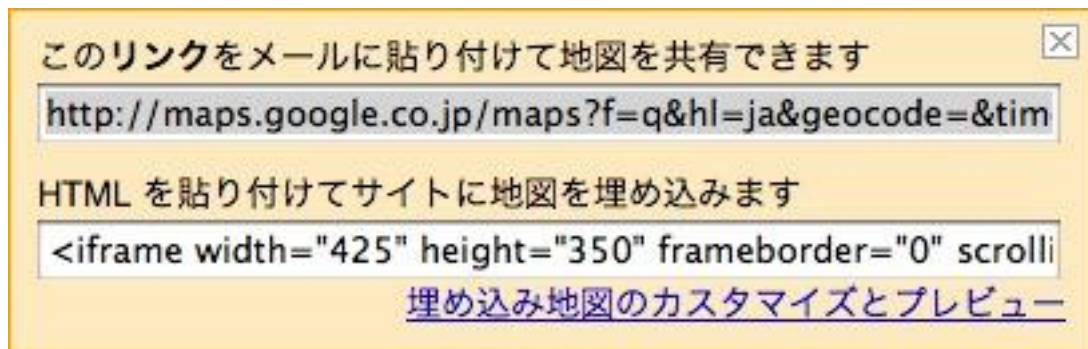 このリンクをメールに貼り付けて地図を共有できます
http://maps.google.co.jp/maps?f=q&hl=ja&geocode=&tim
HTML を貼り付けてサイトに地図を埋め込みます
<iframe width="425" height="350" frameborder="0" scrolli
埋め込み地図のカスタマイズとプレビュー